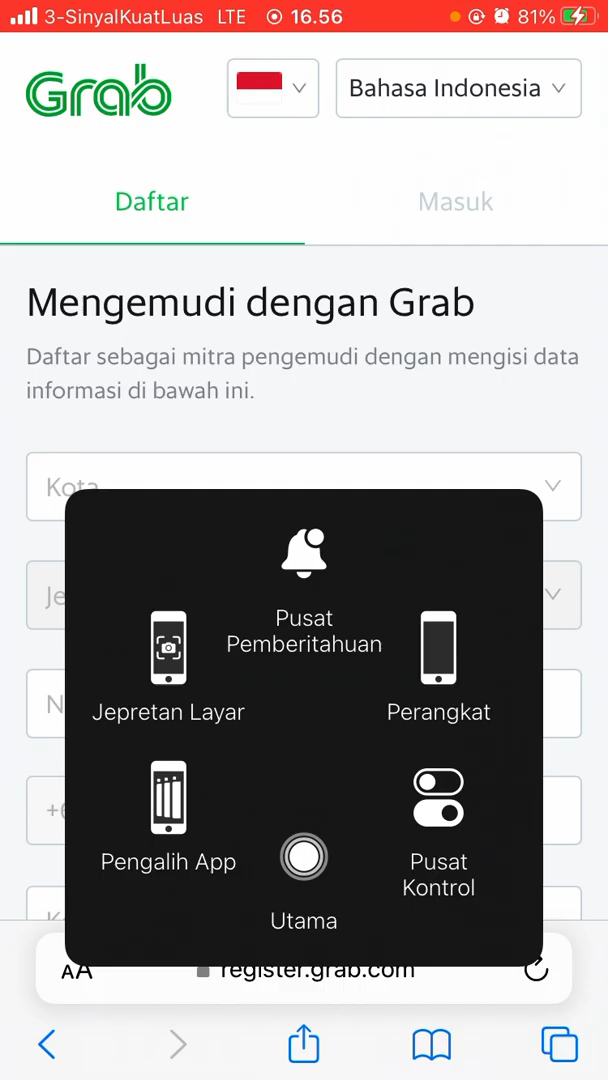 3-SinyalKuatLuas LTE 16.56 81%
Grab
Bahasa Indonesia
Daftar Masuk
Mengemudi dengan Grab
Daftar sebagai mitra pengemudi dengan mengisi data
informasi di bawah ini.
Kota
Je
Pusat
Pemberitahuan
N
Jepretan Layar
Perangkat
+6
Pengalih App
Pusat
Kontrol
Utama
AA register.grab.com